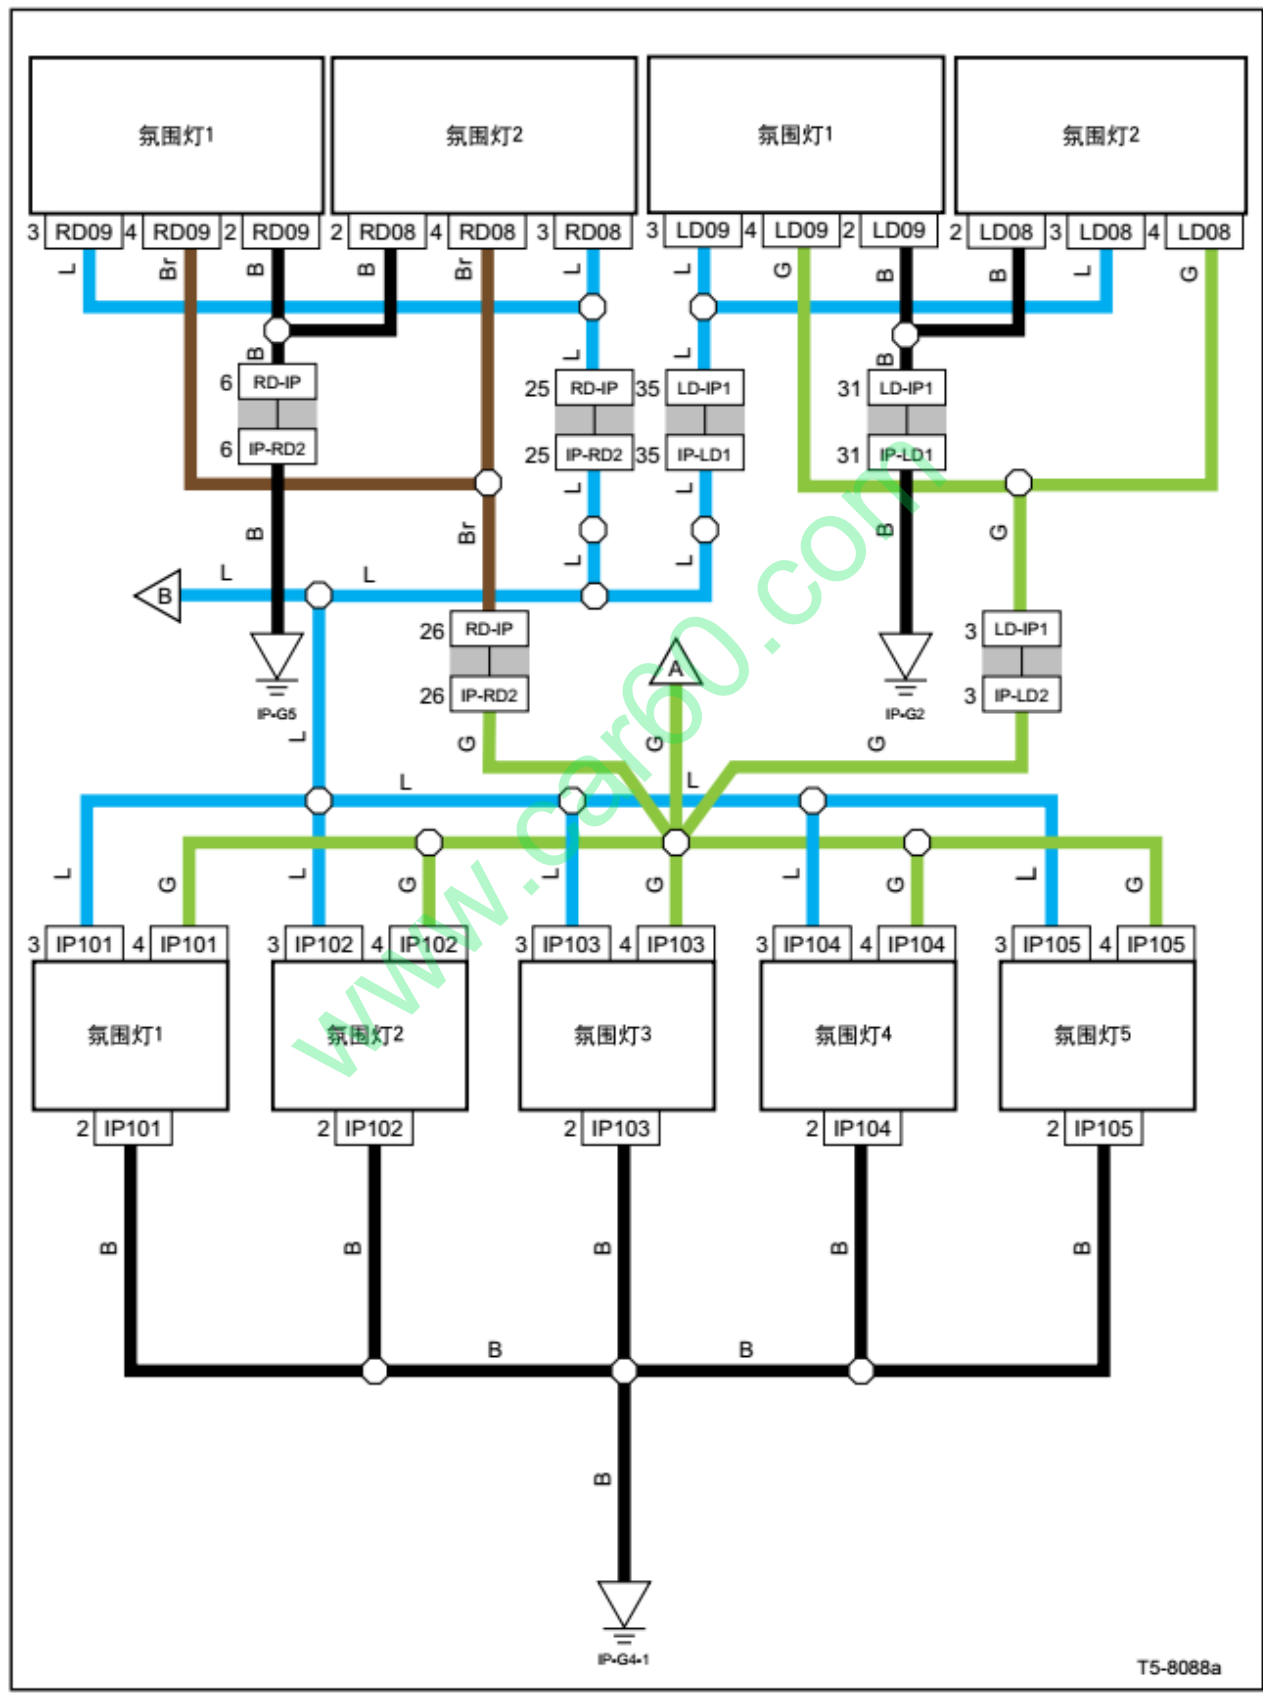 氛围灯1 氛围灯2 氛围灯1 氛围灯2
3 RD09 4 RD09 2 RD09 2 RD08 4 RD08 3 RD08 3 LD09 4 LD09 2 LD09 2 LD08 3 LD08 4 LD08
L Br B B Br L L G B B L G
B L L B
6 RD-IP 25 RD-IP 35 LD-IP1 31 LD-IP1
6 IP-RD2 25 IP-RD2 35 IP-LD1 31 IP-LD1
L L
B Br B G
L L
B L L
26 RD-IP 3 LD-IP1
A
26 IP-RD2 3 IP-LD2
IP-G5 IP-G2
L G G G
L L
L G L G L G L G L G
3 IP101 4 IP101 3 IP102 4 IP102 3 IP103 4 IP103 3 IP104 4 IP104 3 IP105 4 IP105
氛围灯1 氛围灯2 氛围灯3 氛围灯4 氛围灯5
2 IP101 2 IP102 2 IP103 2 IP104 2 IP105
B B B B B
B B
B
IP-G4-1
T5-8088a
www.car60.com